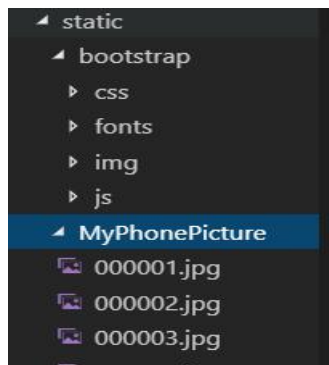 static
bootstrap
css
fonts
img
js
MyPhonePicture
000001.jpg
000002.jpg
000003.jpg